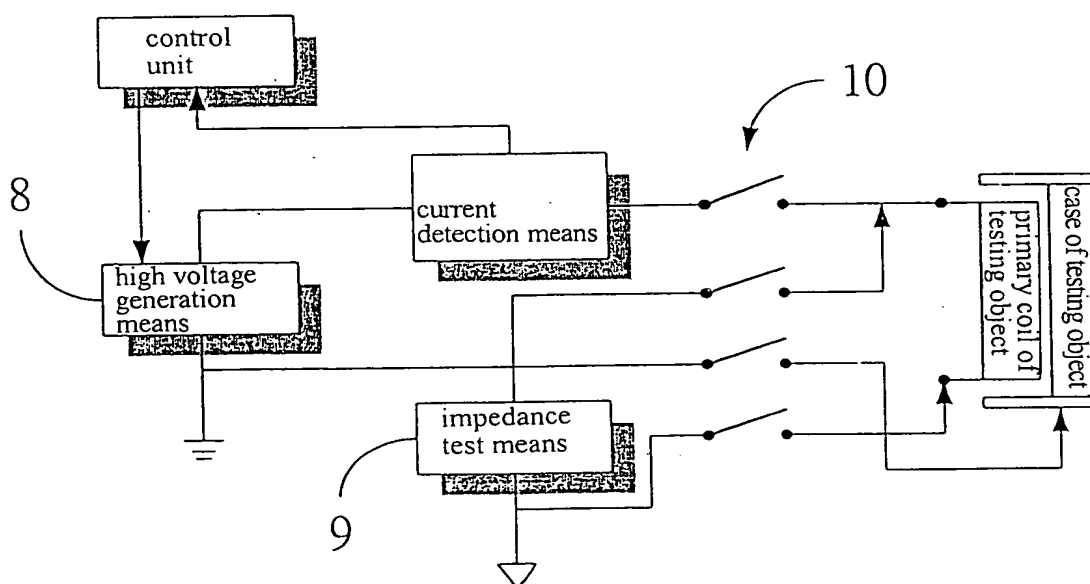 control
unit
10
8
current
detection means
high voltage
generation
means
primary coil of
testing object
case of testing object
impedance
test means
9